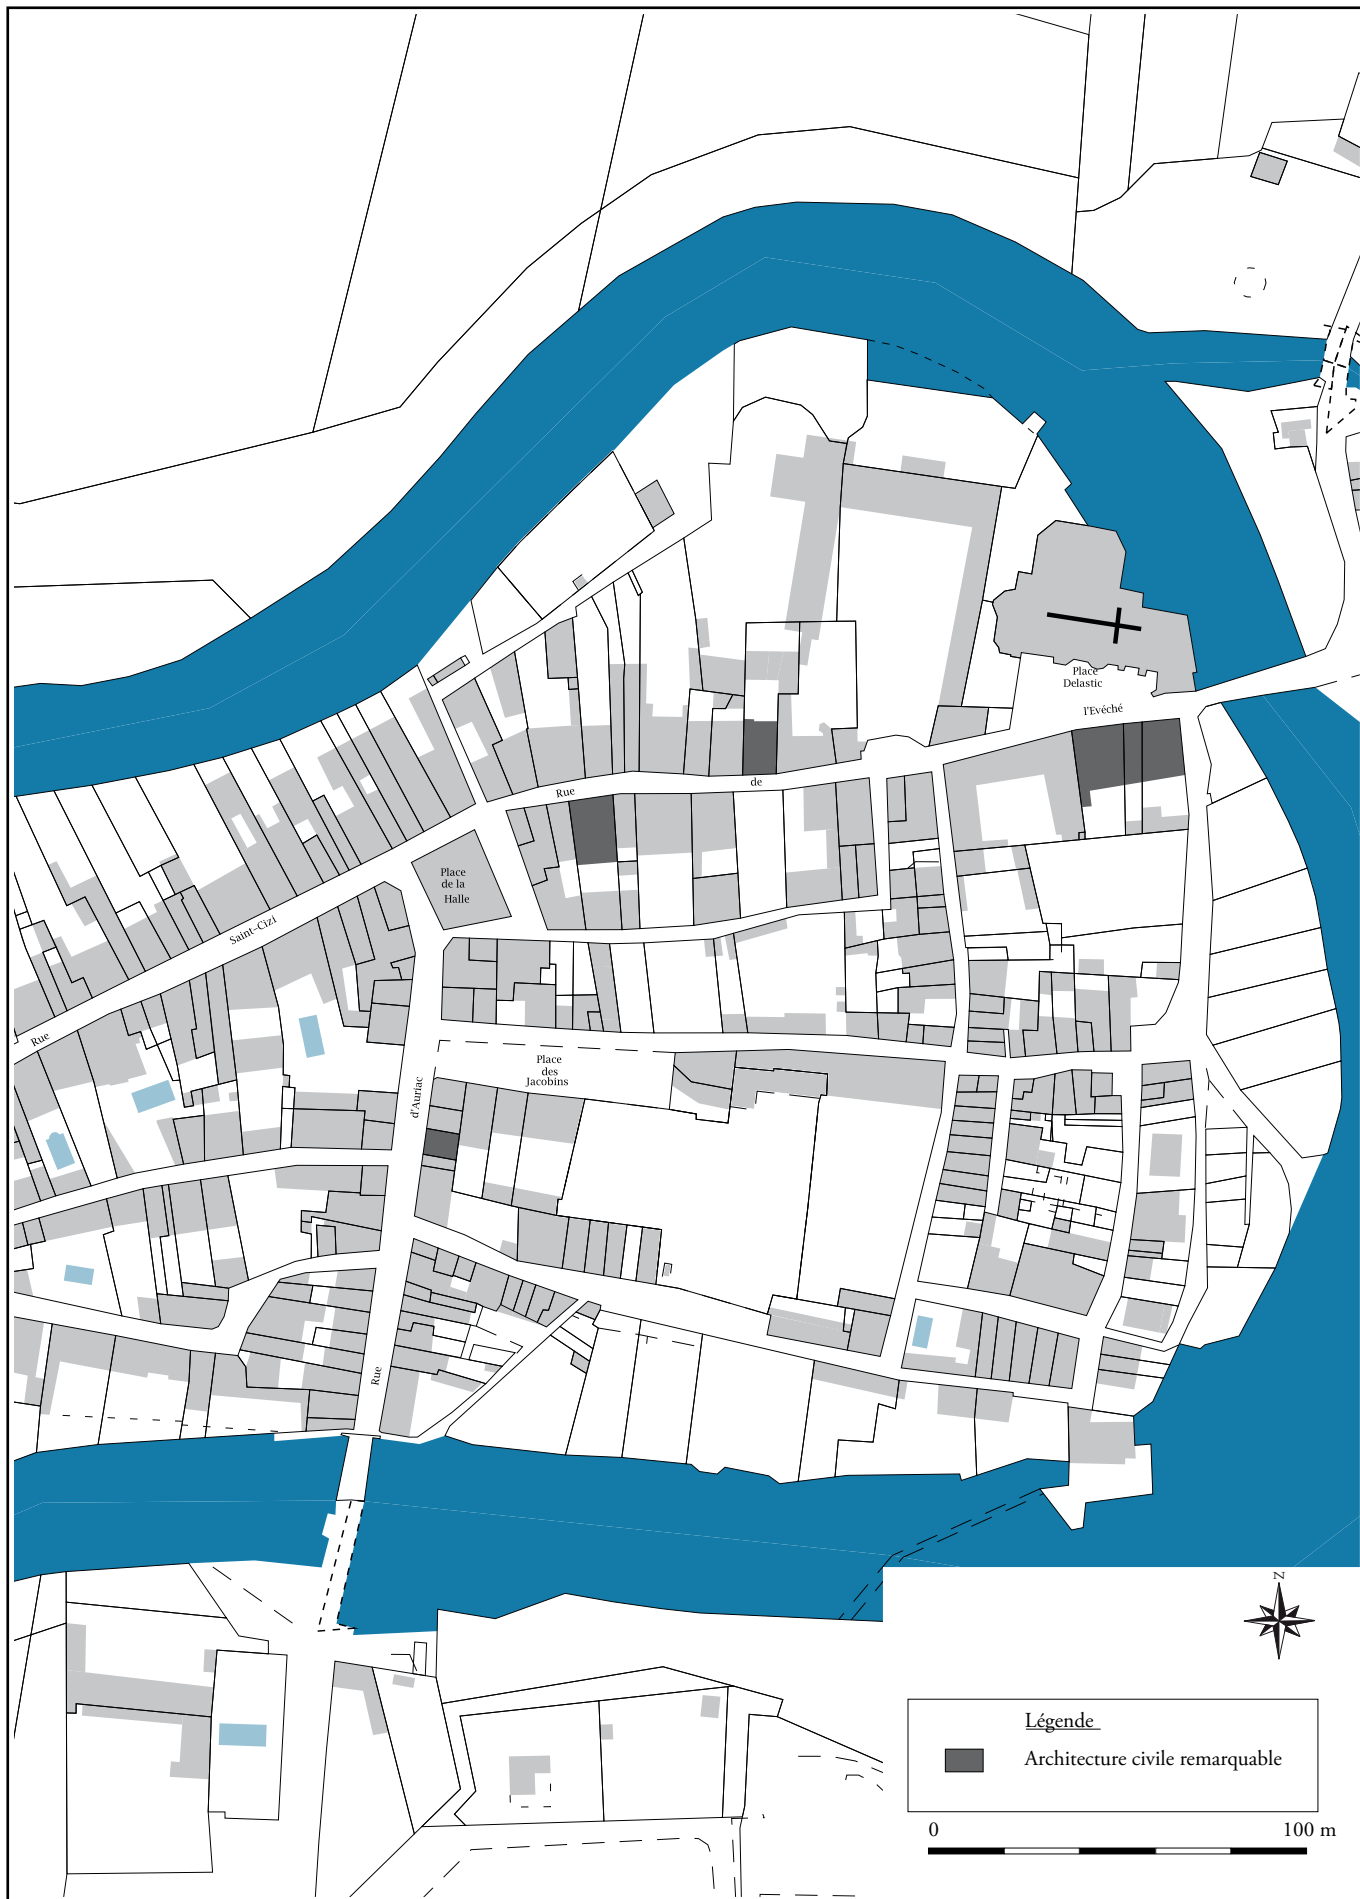 Place
Delastic
l'Evéché
de
Rue
Place
de la
Halle
Saint-Cizi
Rue
Place
des
Jacobins
d'Auriac
Rue
N
Légende
Architecture civile remarquable
0 100 m